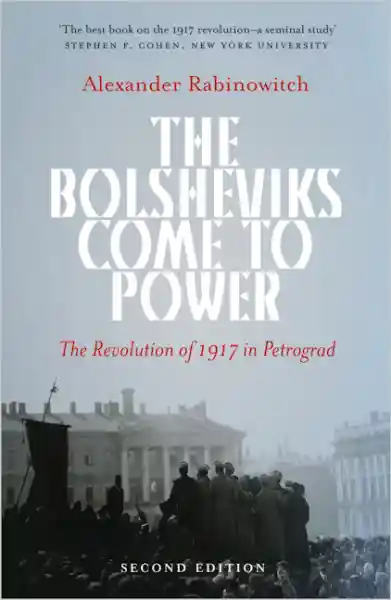 'The best book on the 1917 revolution–a seminal study'
STEPHEN F. COHEN, NEW YORK UNIVERSITY
Alexander Rabinowitch
THE
BOLSHEVIKS
COME TO
POWER
The Revolution of 1917 in Petrograd
SECOND EDITION